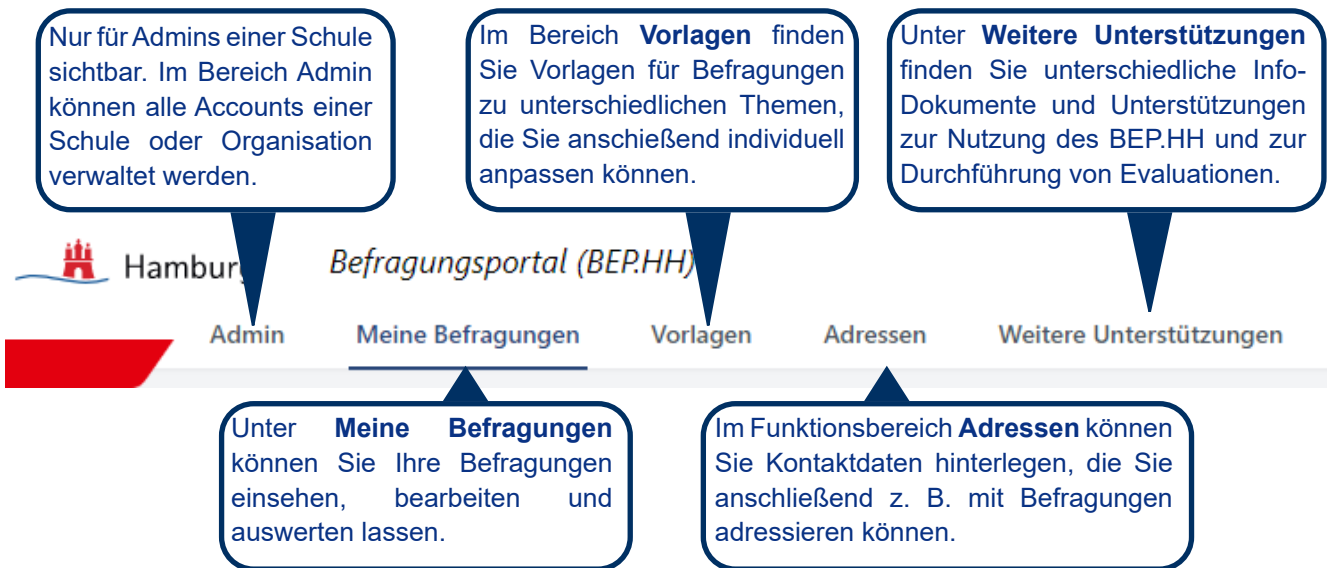 Nur für Admins einer Schule
sichtbar. Im Bereich Admin
können alle Accounts einer
Schule oder Organisation
verwaltet werden.
Im Bereich Vorlagen finden
Sie Vorlagen für Befragungen
zu unterschiedlichen Themen,
die Sie anschießend individuell
anpassen können.
Unter Weitere Unterstützungen
finden Sie unterschiedliche Info-
Dokumente und Unterstützungen
zur Nutzung des BEP.HH und zur
Durchführung von Evaluationen.
Hambur
Befragungsportal (BEP.HH)
Admin Meine Befragungen Vorlagen Adressen Weitere Unterstützungen
Unter Meine Befragungen
können Sie Ihre Befragungen
einsehen, bearbeiten und
auswerten lassen.
Im Funktionsbereich Adressen können
Sie Kontaktdaten hinterlegen, die Sie
anschließend z. B. mit Befragungen
adressieren können.